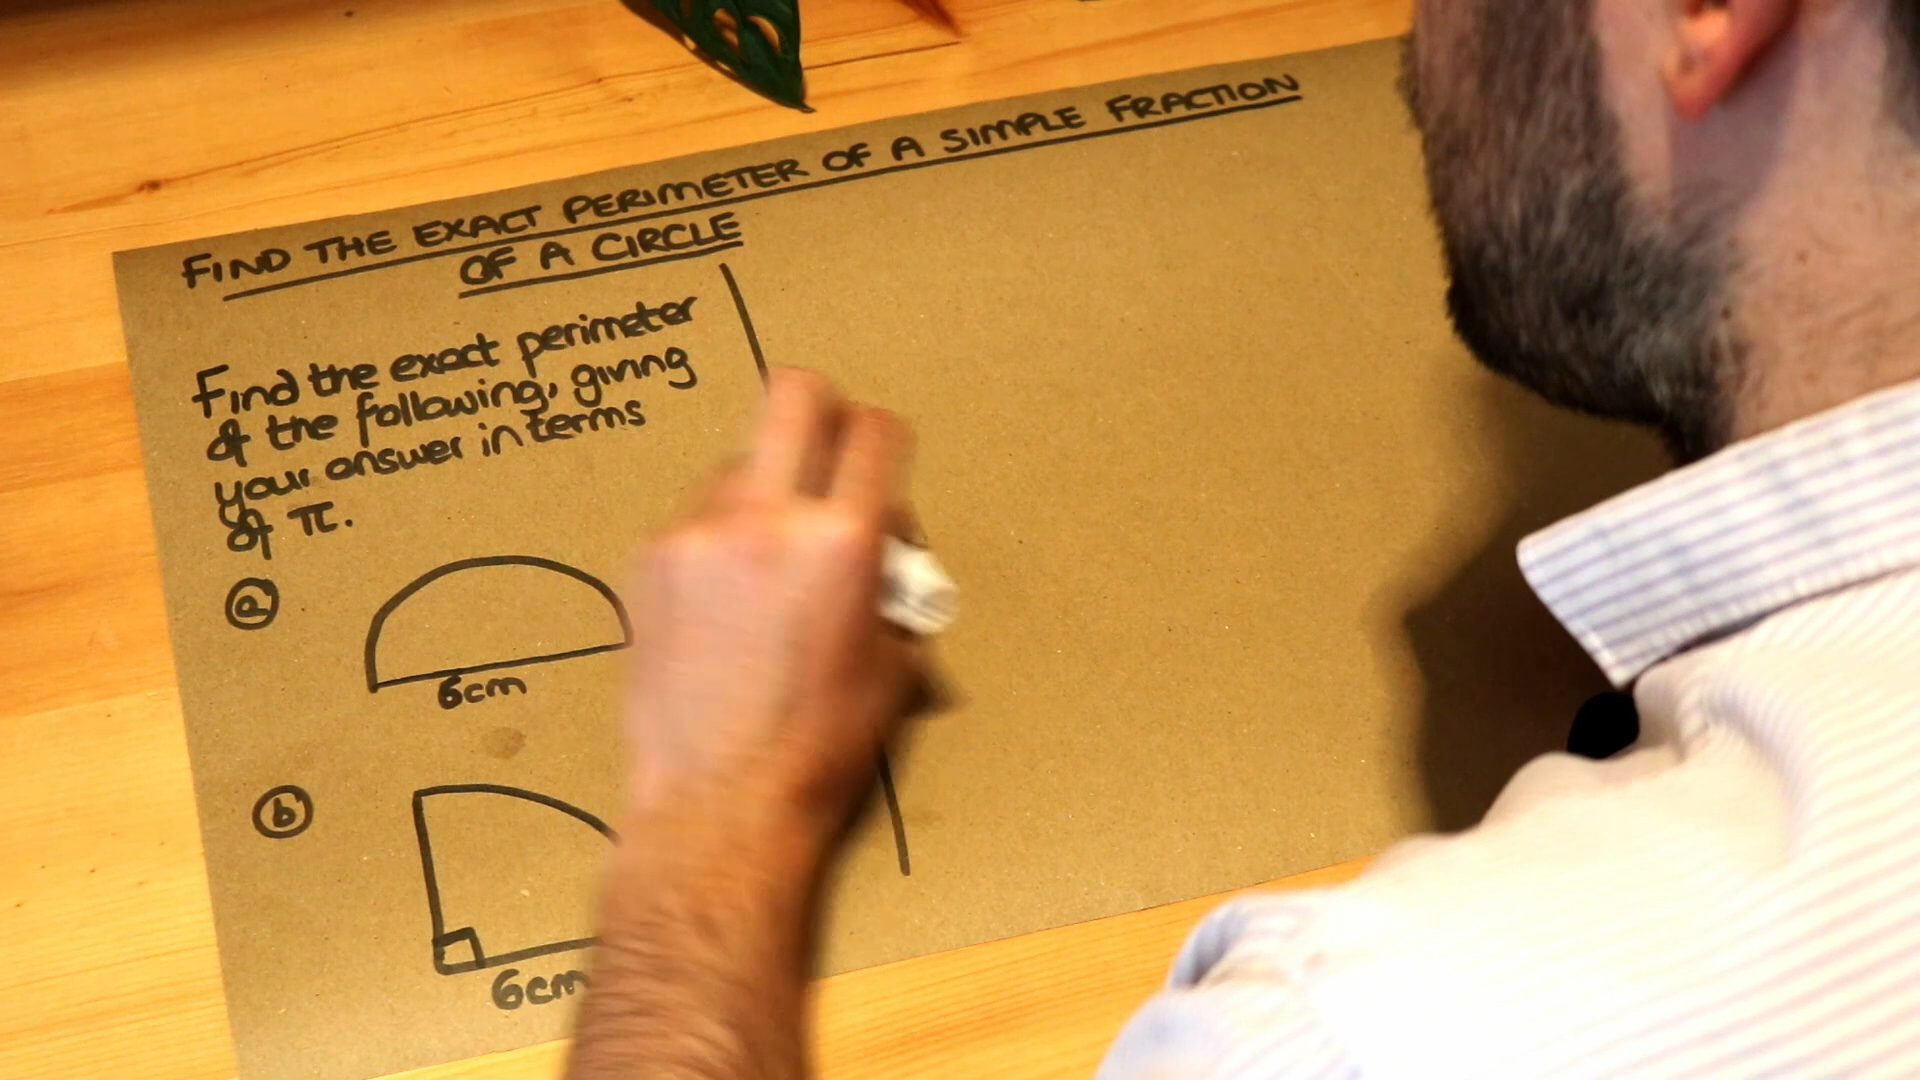 FIND THE EXACT PERIMETER OF A SIMPLE FRACTION
OF A CIRCLE
Find the exact perimeter
of the following, giving
your answer in terms
of π.
a
6cm
b
6cm